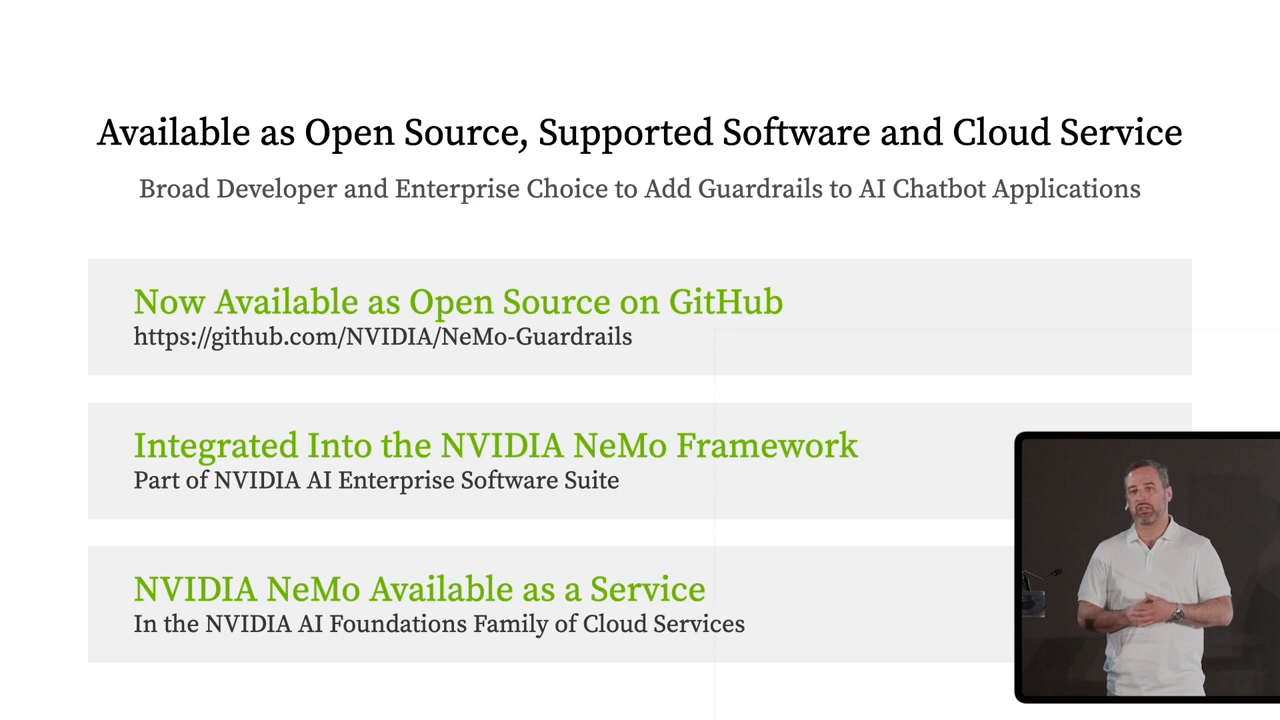 Available as Open Source, Supported Software and Cloud Service
Broad Developer and Enterprise Choice to Add Guardrails to AI Chatbot Applications
Now Available as Open Source on GitHub
https://github.com/NVIDIA/NeMo-Guardrails
Integrated Into the NVIDIA NeMo Framework
Part of NVIDIA AI Enterprise Software Suite
NVIDIA NeMo Available as a Service
In the NVIDIA AI Foundations Family of Cloud Services